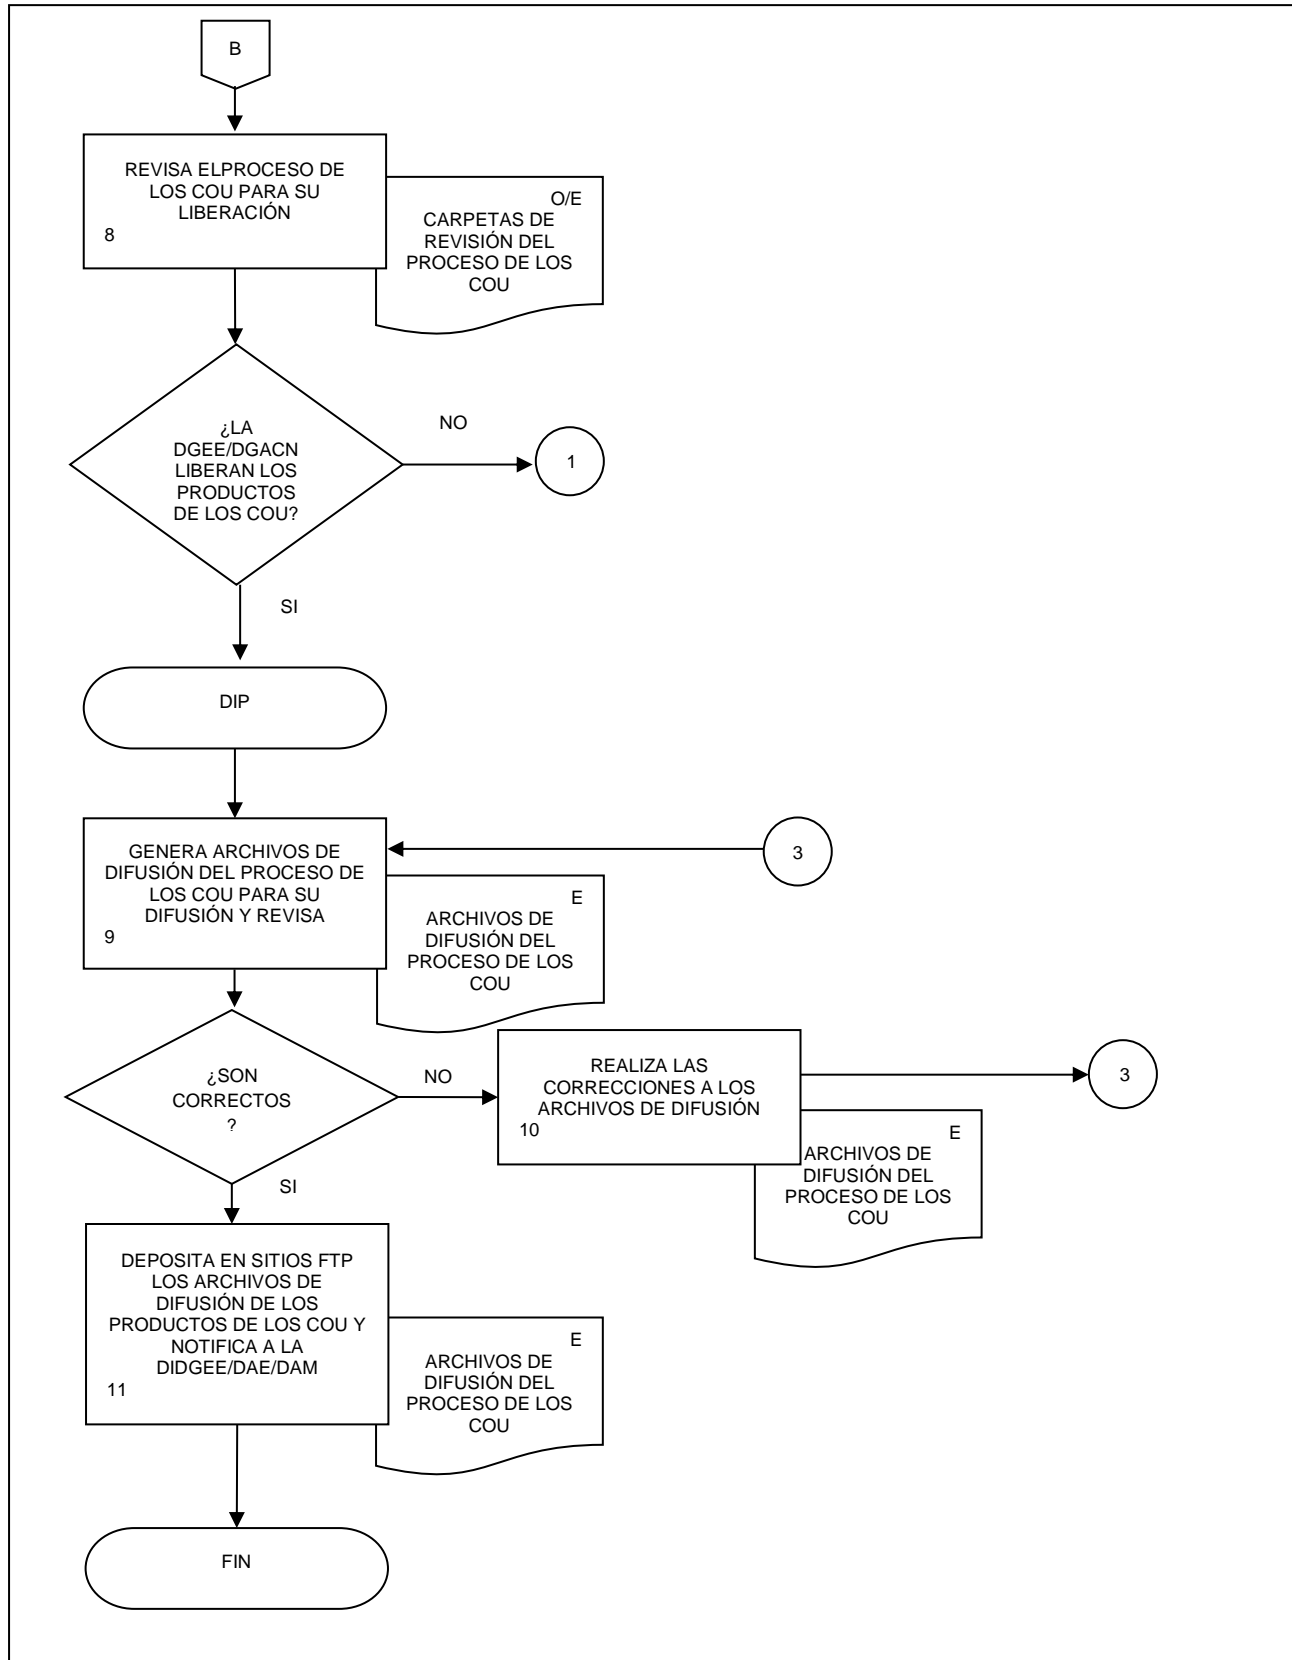 B
REVISA ELPROCESO DE
LOS COU PARA SU
LIBERACIÓN
8
O/E
CARPETAS DE
REVISIÓN DEL
PROCESO DE LOS
COU
¿LA
DGEE/DGACN
LIBERAN LOS
PRODUCTOS
DE LOS COU?
NO
1
SI
DIP
GENERA ARCHIVOS DE
DIFUSIÓN DEL PROCESO DE
LOS COU PARA SU
DIFUSIÓN Y REVISA
9
3
E
ARCHIVOS DE
DIFUSIÓN DEL
PROCESO DE LOS
COU
¿SON
CORRECTOS
?
NO
REALIZA LAS
CORRECCIONES A LOS
ARCHIVOS DE DIFUSIÓN
10
3
E
ARCHIVOS DE
DIFUSIÓN DEL
PROCESO DE LOS
COU
SI
DEPOSITA EN SITIOS FTP
LOS ARCHIVOS DE
DIFUSIÓN DE LOS
PRODUCTOS DE LOS COU Y
NOTIFICA A LA
DIDGEE/DAE/DAM
11
E
ARCHIVOS DE
DIFUSIÓN DEL
PROCESO DE LOS
COU
FIN